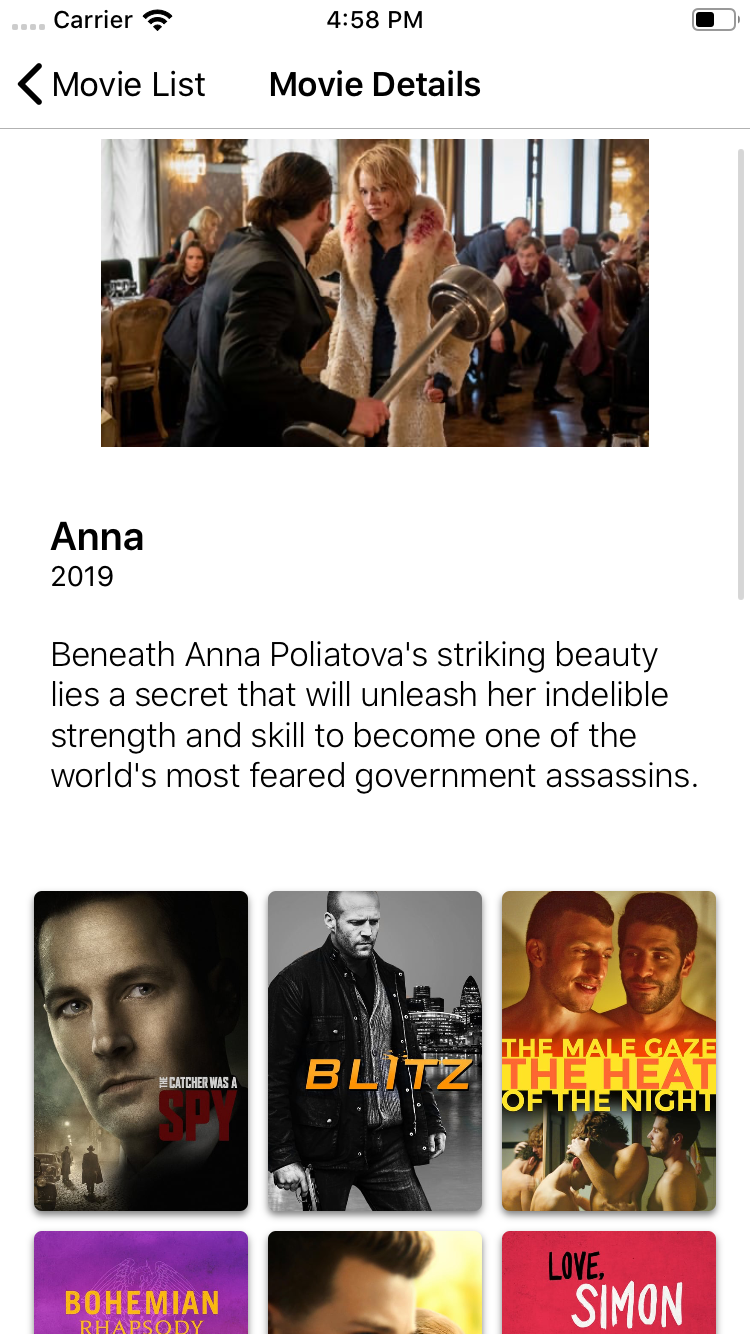 Carrier
4:58 PM
Movie List
Movie Details
Anna
2019
Beneath Anna Poliatova's striking beauty
lies a secret that will unleash her indelible
strength and skill to become one of the
world's most feared government assassins.
THE CATCHER WAS A
SPY
BLITZ
THE MALE GAZE
THE HEAT
OF THE NIGHT
BOHEMIAN
RHAPSODY
LOVE,
SIMON